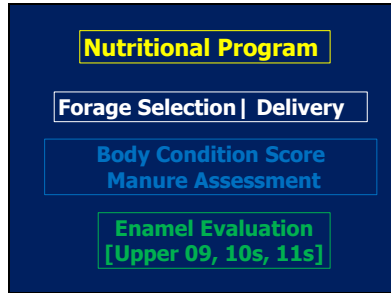 Nutritional Program
Forage Selection| Delivery
Body Condition Score
Manure Assessment
Enamel Evaluation
[Upper 09, 10s, 11s]